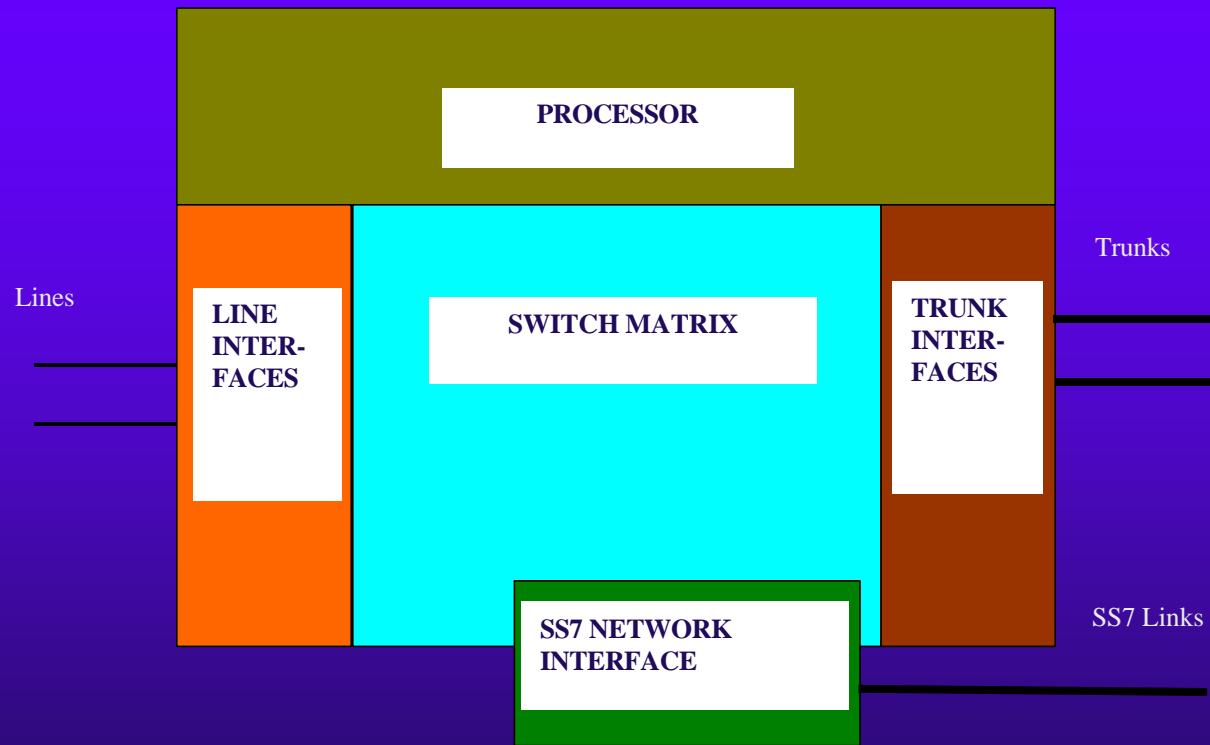 PROCESSOR
Trunks
Lines
LINE
INTER-
FACES
SWITCH MATRIX
TRUNK
INTER-
FACES
SS7 NETWORK
INTERFACE
SS7 Links